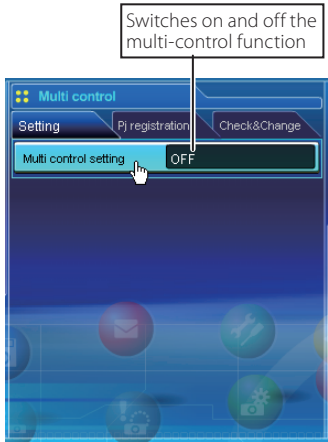 Switches on and off the
multi-control function
Multi control
Setting Pj registration Check&Change
Multi control setting OFF